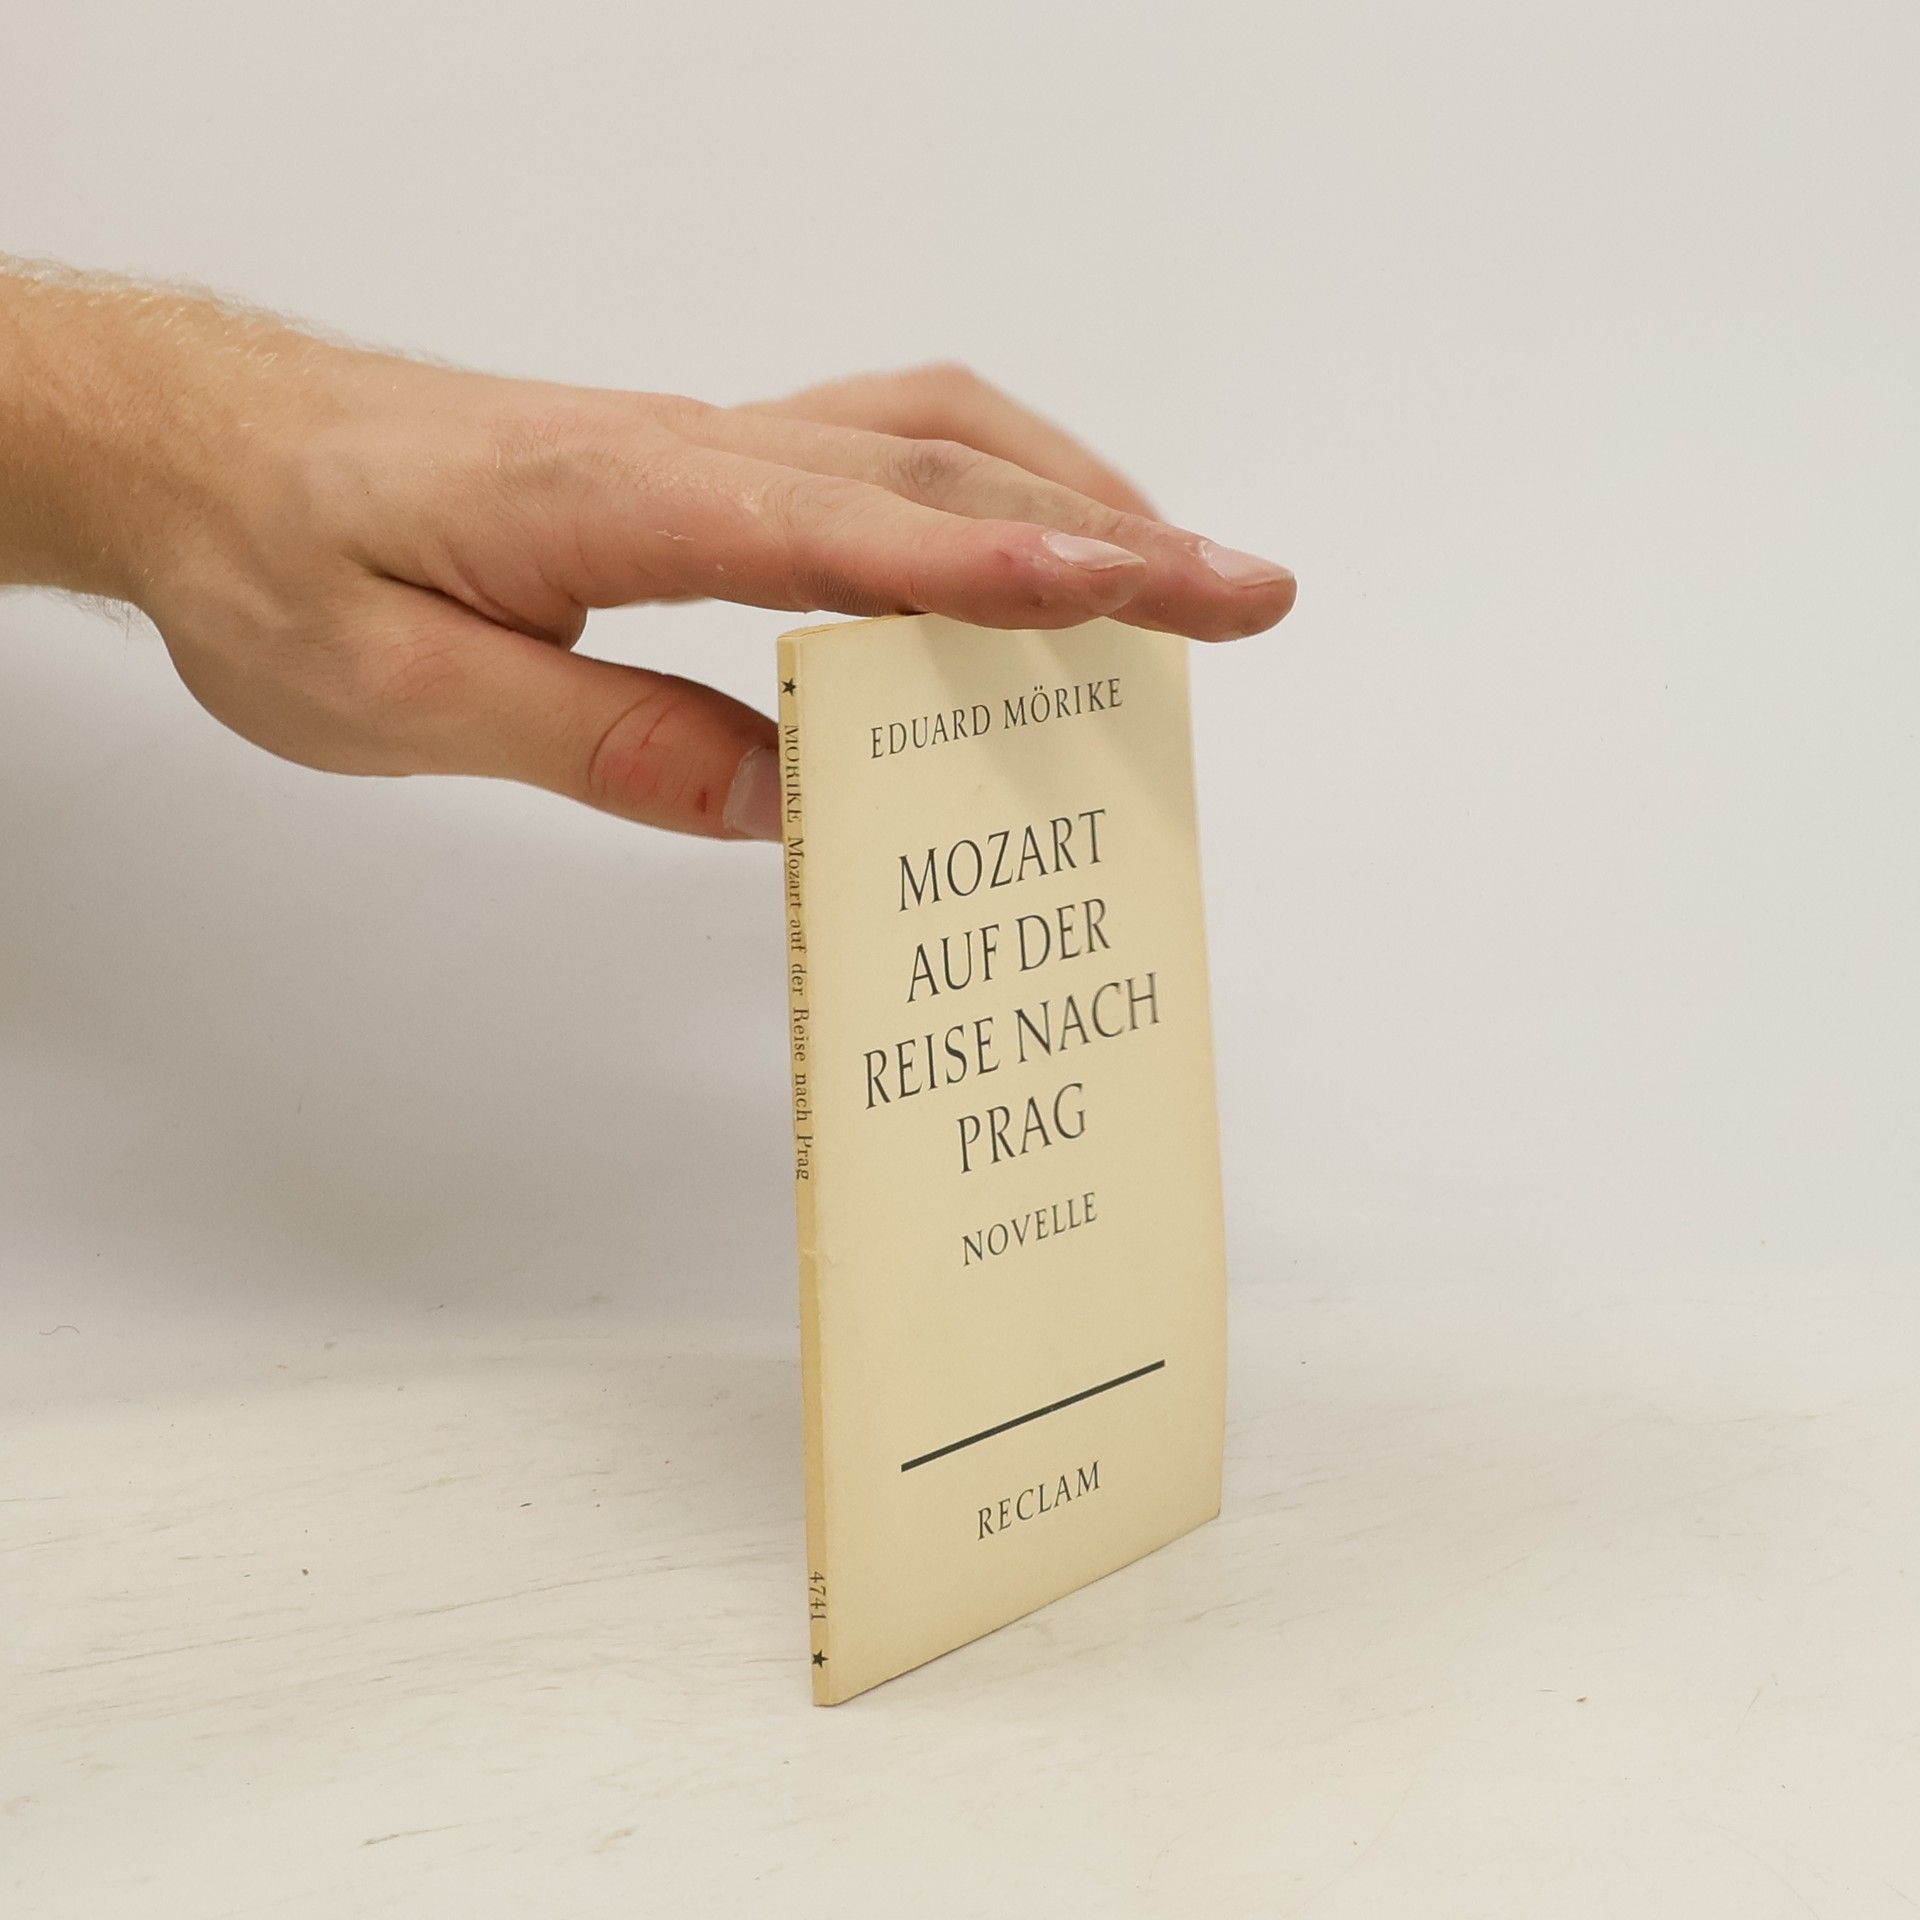 EDUARD MÖRIKE
MOZART
AUF DER
REISE NACH
PRAG
NOVELLE
RECLAM
★ MÖRIKE Mozart auf der Reise nach Prag
4741 ★